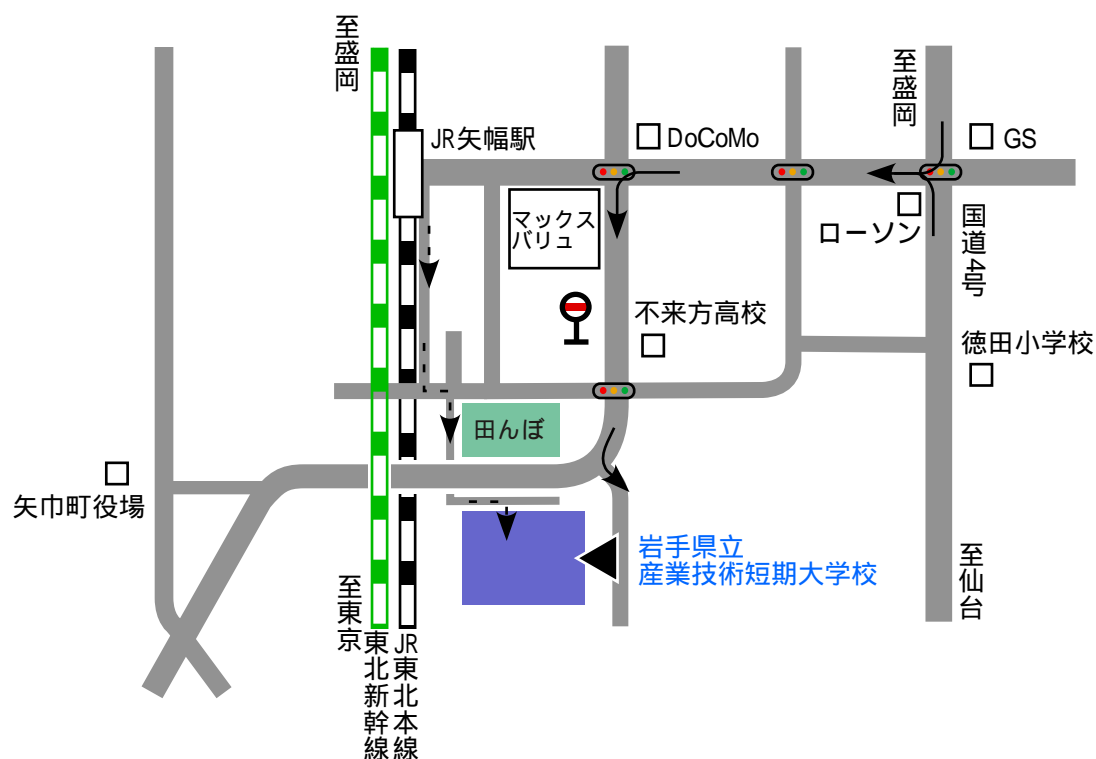 至盛岡
至盛岡
JR矢幅駅
DoCoMo
GS
マックス
バリュ
ローソン
国道4号
不来方高校
徳田小学校
田んぼ
矢巾町役場
岩手県立
産業技術短期大学校
至仙台
至東京
東北新幹線
JR東北本線